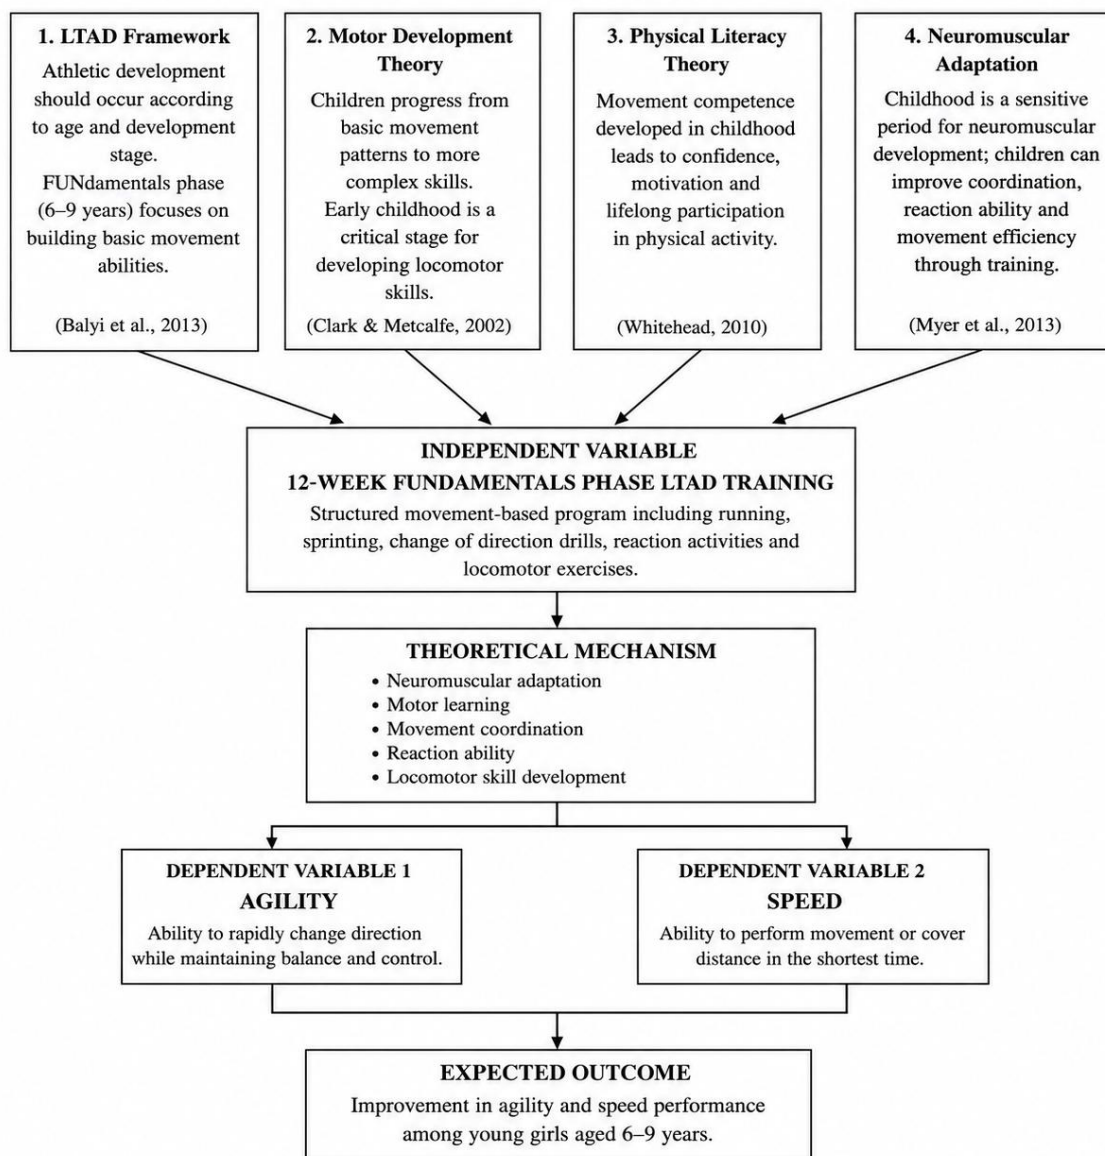 1. LTAD Framework
Athletic development
should occur according
to age and development
stage.
FUNdamentals phase
(6–9 years) focuses on
building basic movement
abilities.
(Balyi et al., 2013)
2. Motor Development
Theory
Children progress from
basic movement
patterns to more
complex skills.
Early childhood is a
critical stage for
developing locomotor
skills.
(Clark & Metcalfe, 2002)
3. Physical Literacy
Theory
Movement competence
developed in childhood
leads to confidence,
motivation and
lifelong participation
in physical activity.
(Whitehead, 2010)
4. Neuromuscular
Adaptation
Childhood is a sensitive
period for neuromuscular
development; children can
improve coordination,
reaction ability and
movement efficiency
through training.
(Myer et al., 2013)
INDEPENDENT VARIABLE
12-WEEK FUNDAMENTALS PHASE LTAD TRAINING
Structured movement-based program including running,
sprinting, change of direction drills, reaction activities and
locomotor exercises.
THEORETICAL MECHANISM
• Neuromuscular adaptation
• Motor learning
• Movement coordination
• Reaction ability
• Locomotor skill development
DEPENDENT VARIABLE 1
AGILITY
Ability to rapidly change direction
while maintaining balance and control.
DEPENDENT VARIABLE 2
SPEED
Ability to perform movement or cover
distance in the shortest time.
EXPECTED OUTCOME
Improvement in agility and speed performance
among young girls aged 6–9 years.